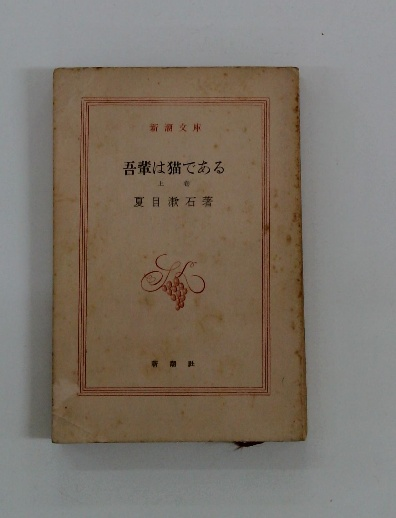 新潮文庫
吾輩は猫である
上巻
夏目漱石著
新潮社